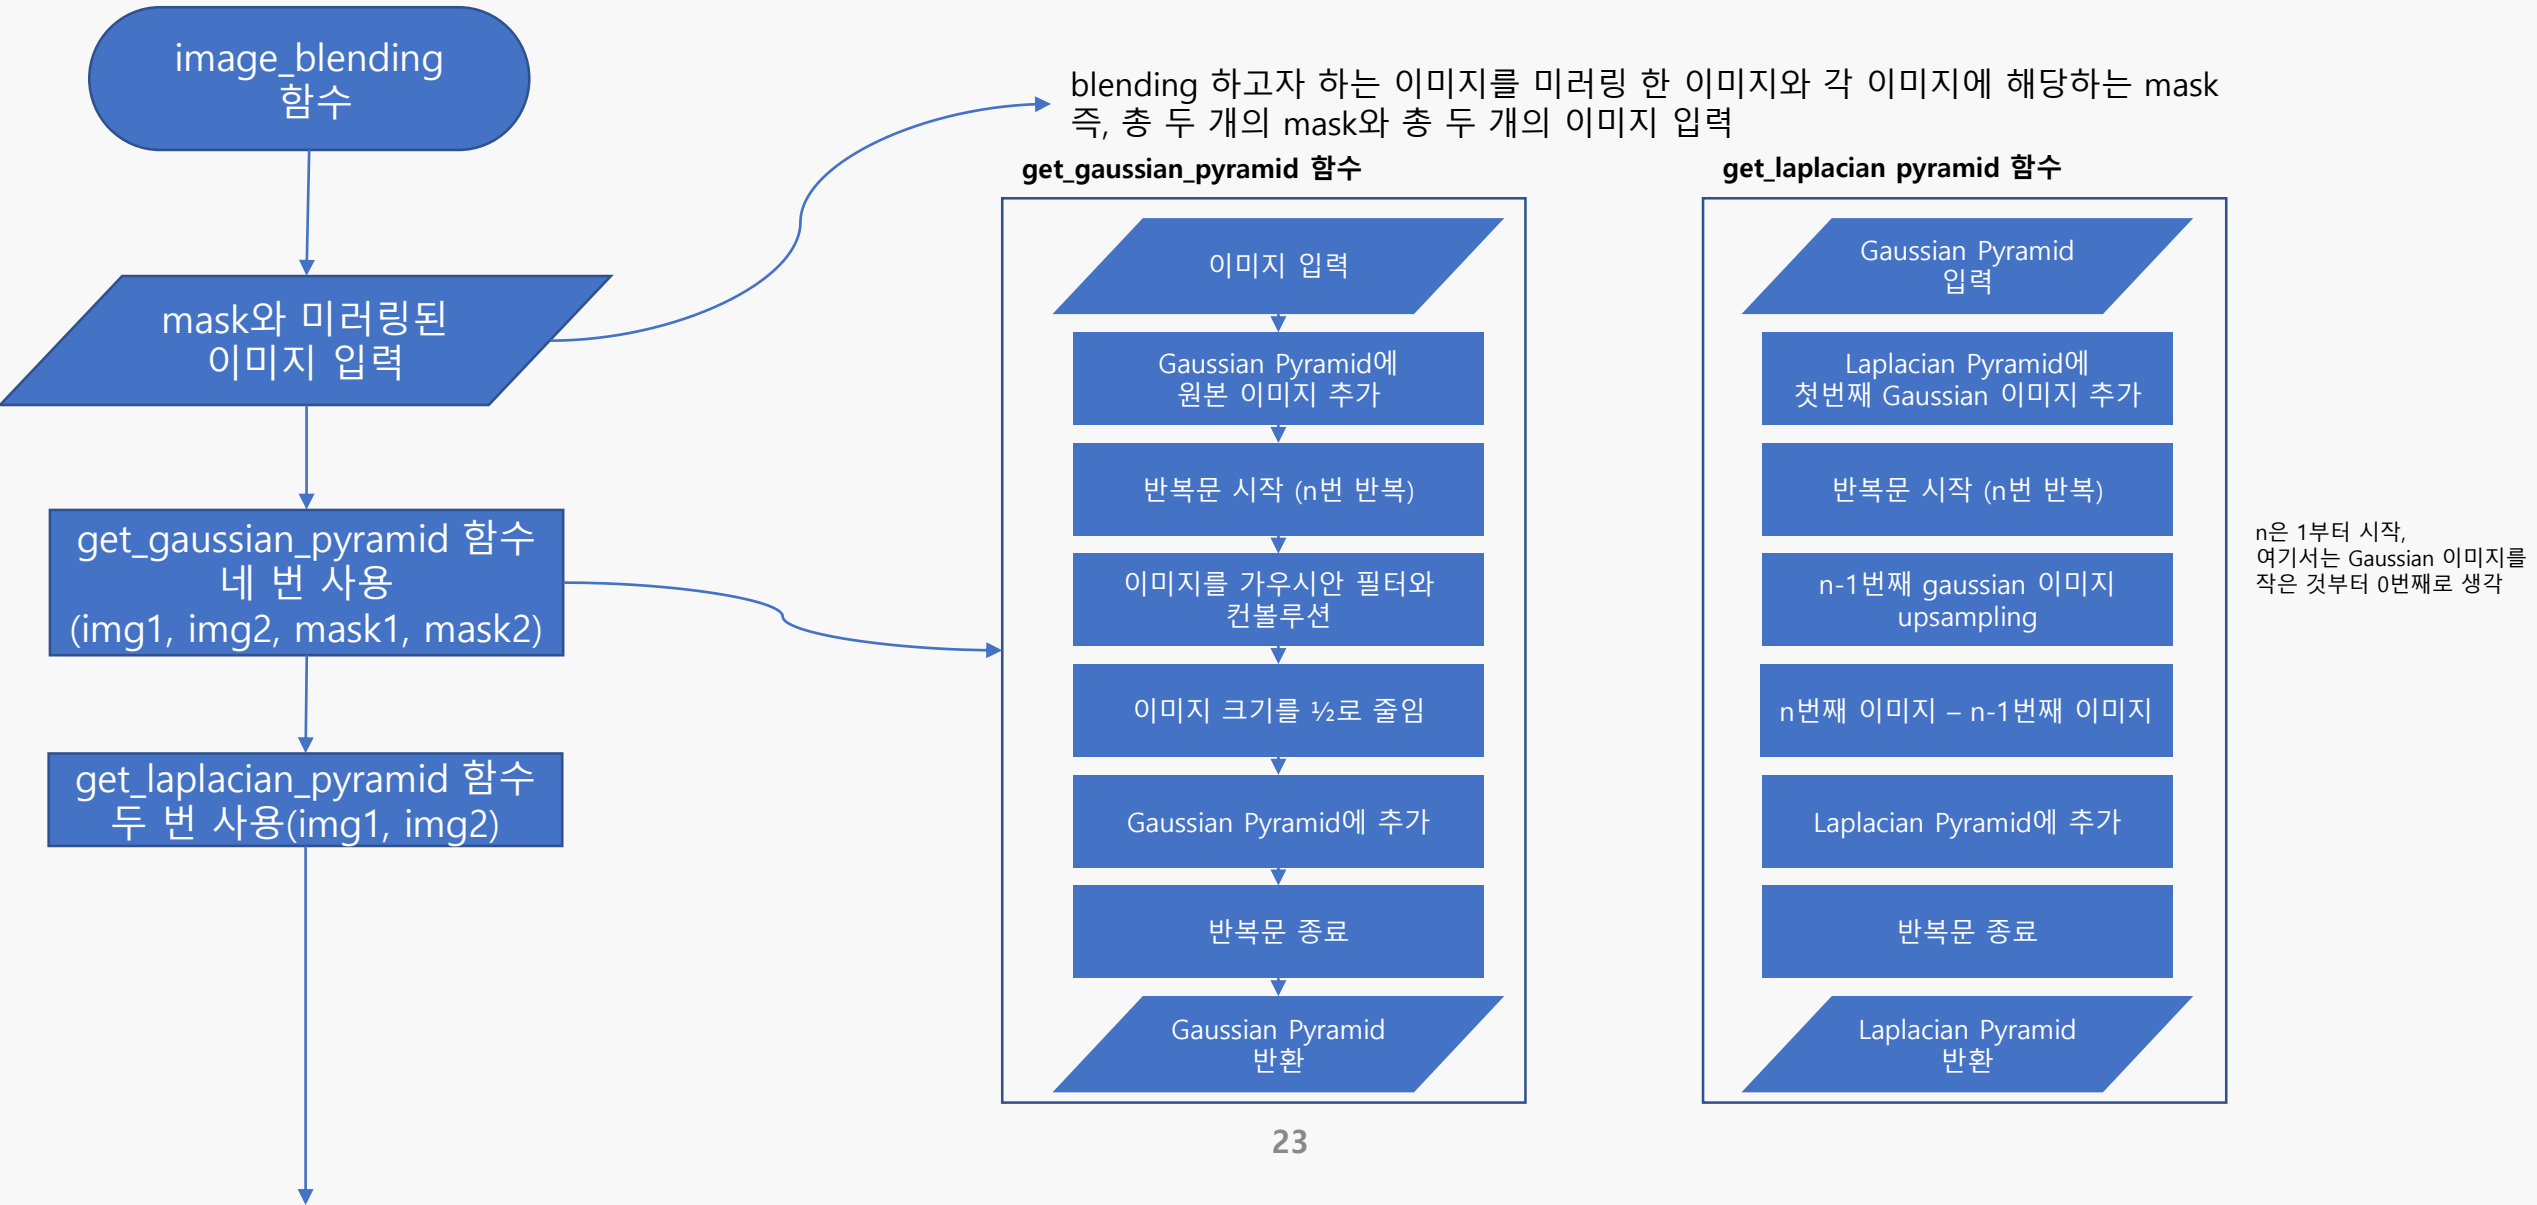 image_blending
함수
mask와 미러링된
이미지 입력
get_gaussian_pyramid 함수
네 번 사용
(img1, img2, mask1, mask2)
get_laplacian_pyramid 함수
두 번 사용(img1, img2)
blending 하고자 하는 이미지를 미러링 한 이미지와 각 이미지에 해당하는 mask
즉, 총 두 개의 mask와 총 두 개의 이미지 입력
get_gaussian_pyramid 함수
이미지 입력
Gaussian Pyramid에
원본 이미지 추가
반복문 시작 (n번 반복)
이미지를 가우시안 필터와
컨볼루션
이미지 크기를 ½로 줄임
Gaussian Pyramid에 추가
반복문 종료
Gaussian Pyramid
반환
get_laplacian pyramid 함수
Gaussian Pyramid
입력
Laplacian Pyramid에
첫번째 Gaussian 이미지 추가
반복문 시작 (n번 반복)
n-1번째 gaussian 이미지
upsampling
n번째 이미지 – n-1번째 이미지
Laplacian Pyramid에 추가
반복문 종료
Laplacian Pyramid
반환
n은 1부터 시작,
여기서는 Gaussian 이미지를
작은 것부터 0번째로 생각
23